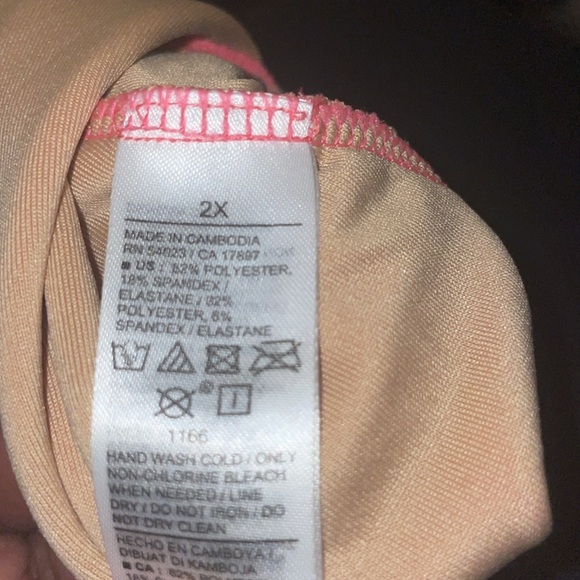 2X
MADE IN CAMBODIA
RN 54023 / CA 17897
■ US : 82% POLYESTER,
18% SPANDEX /
ELASTANE / 92%
POLYESTER, 8%
SPANDEX / ELASTANE
1166
HAND WASH COLD / ONLY
NON-CHLORINE BLEACH
WHEN NEEDED / LINE
DRY / DO NOT IRON / DO
NOT DRY CLEAN
HECHO EN CAMBOYA /
DIBUAT DI KAMBOJA
■ CA : 82%